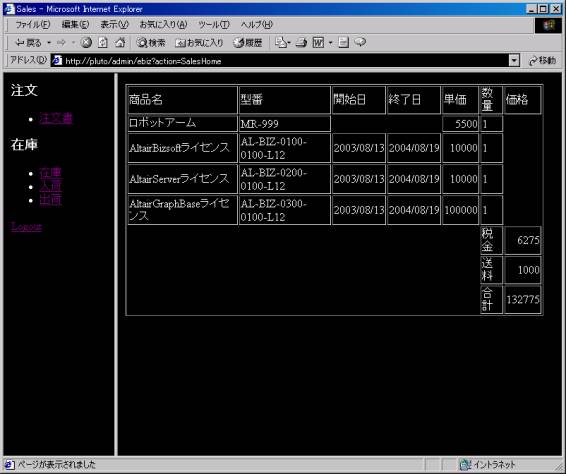 Sales - Microsoft Internet Explorer
ファイル(F) 編集(E) 表示(V) お気に入り(A) ツール(T) ヘルプ(H)
戻る 検索 お気に入り 履歴
アドレス(D) http://pluto/admin/ebiz?action=SalesHome 移動
注文
注文書
在庫
在庫
入荷
出荷
Logout
商品名 型番 開始日 終了日 単価 数量 価格
ロボットアーム MR-999 5500 1
AltairBizsoftライセンス AL-BIZ-0100-0100-L12 2003/08/13 2004/08/19 10000 1
AltairServerライセンス AL-BIZ-0200-0100-L12 2003/08/13 2004/08/19 10000 1
AltairGraphBaseライセンス AL-BIZ-0300-0100-L12 2003/08/13 2004/08/19 100000 1
税金 6275
送料 1000
合計 132775
ページが表示されました イントラネット